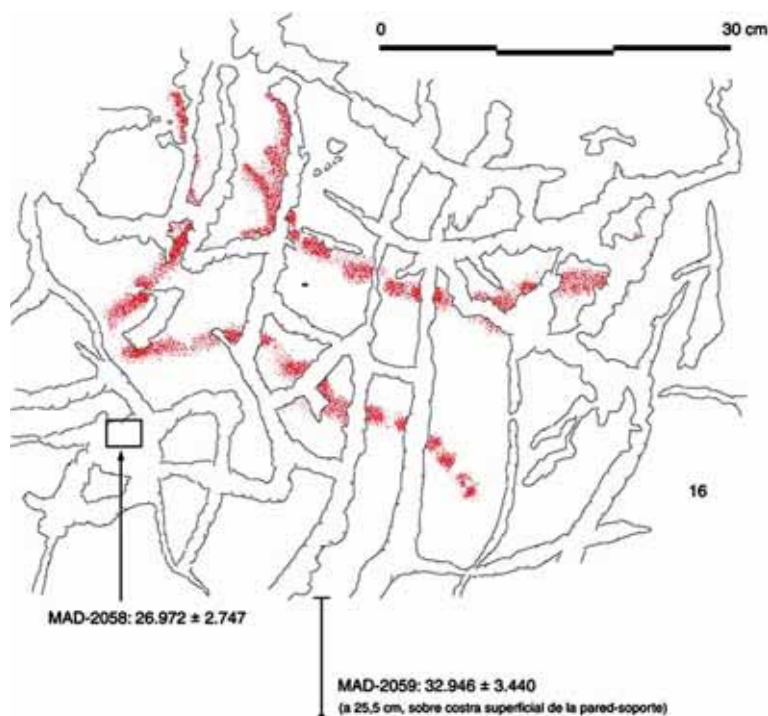 0 30 cm
16
MAD-2058: 26.972 ± 2.747
MAD-2059: 32.946 ± 3.440
(a 25,5 cm, sobre costra superficial de la pared-soporte)